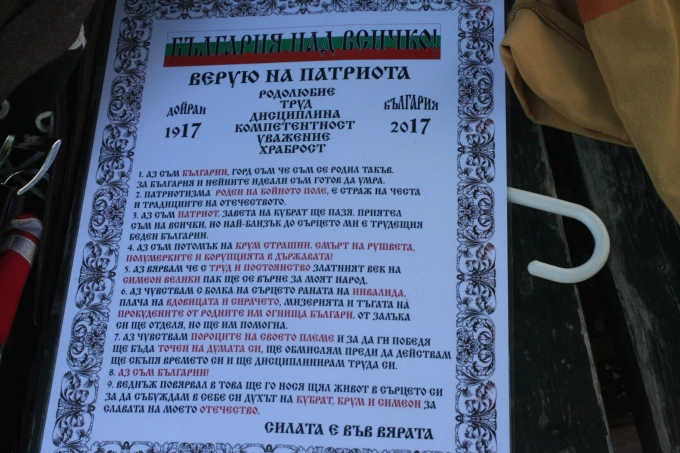 БЪЛГАРИЯ НАД ВСИЧКО!
ВЕРУЮ НА ПАТРИОТА
РОДОЛЮБИЕ
ТРУД
ДИСЦИПЛИНА
КОМПЕТЕНТНОСТ
УВАЖЕНИЕ
ХРАБРОСТ
ДОЙРАН
1917
БЪЛГАРИЯ
2017
1. АЗ СЪМ БЪЛГАРИН, ГОРД СЪМ ЧЕ СЪМ СЕ РОДИЛ ТАКЪВ.
ЗА БЪЛГАРИЯ И НЕЙНИТЕ ИДЕАЛИ СЪМ ГОТОВ ДА УМРА.
2. ПАТРИОТИЗМА РОДЕН НА БОЙНОТО ПОЛЕ, Е СТРАЖ НА ЧЕСТА
И ТРАДИЦИИТЕ НА ОТЕЧЕСТВОТО.
3. АЗ СЪМ ПАТРИОТ. ЗАВЕТА НА КУБРАТ ЩЕ ПАЗЯ. ПРИЯТЕЛ
СЪМ НА ВСИЧКИ, НО НАЙ-БЛИЗЪК ДО СЪРЦЕТО МИ Е ТРУДЕЩИЯ
БЕДЕН БЪЛГАРИН.
4. АЗ СЪМ ПОТОМЪК НА КРУМ СТРАШНИ. СМЪРТ НА РУШВЕТА,
ПОЛУМЕРКИТЕ И КОРУПЦИЯТА В ДЪРЖАВАТА!
5. АЗ ВЯРВАМ ЧЕ С ТРУД И ПОСТОЯНСТВО ЗЛАТНИЯТ ВЕК НА
СИМЕОН ВЕЛИКИ ПАК ЩЕ СЕ ВЪРНЕ ЗА МОЯТ НАРОД.
6. АЗ ЧУВСТВАМ С БОЛКА НА СЪРЦЕТО РАНАТА НА ИНВАЛИДА,
ПЛАЧА НА ВДОВИЦАТА И СИРАЧЕТО, МИЗЕРИЯТА И ТЪГАТА НА
ПРОКУДЕНИТЕ ОТ РОДНИТЕ ИМ ОГНИЩА БЪЛГАРИ. ОТ ЗАЛЪКА
СИ ЩЕ ОТДЕЛЯ, НО ЩЕ ИМ ПОМОГНА.
7. АЗ ЧУВСТВАМ ПОРОЦИТЕ НА СВОЕТО ПЛЕМЕ И ЗА ДА ГИ ПОБЕДЯ
ЩЕ БЪДА ТОЧЕН НА ДУМАТА СИ, ЩЕ ОБМИСЛЯМ ПРЕДИ ДА ДЕЙСТВАМ
ЩЕ СКЪПЯ ВРЕМЕТО СИ И ЩЕ ДИСЦИПЛИНИРАМ ТРУДА СИ.
8. АЗ СЪМ БЪЛГАРИН!
9. ВЕДНЪЖ ПОВЯРВАЛ В ТОВА ЩЕ ГО НОСЯ ЦЯЛ ЖИВОТ В СЪРЦЕТО СИ
ЗА ДА СЪБУЖДАМ В СЕБЕ СИ ДУХЪТ НА КУБРАТ, КРУМ И СИМЕОН ЗА
СЛАВАТА НА МОЕТО ОТЕЧЕСТВО.
СИЛАТА Е ВЪВ ВЯРАТА